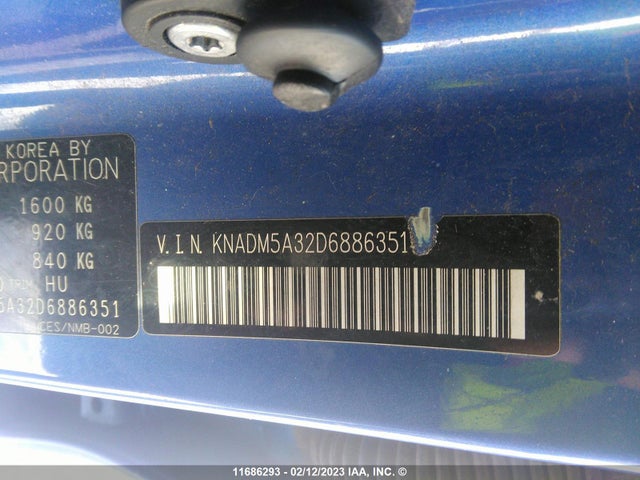 KOREA BY
RPORATION
1600 KG
920 KG
840 KG
TRIM HU
5A32D6886351
CES/NMB-002
V.I.N. KNADM5A32D6886351
11686293 - 02/12/2023 IAA, INC. ©